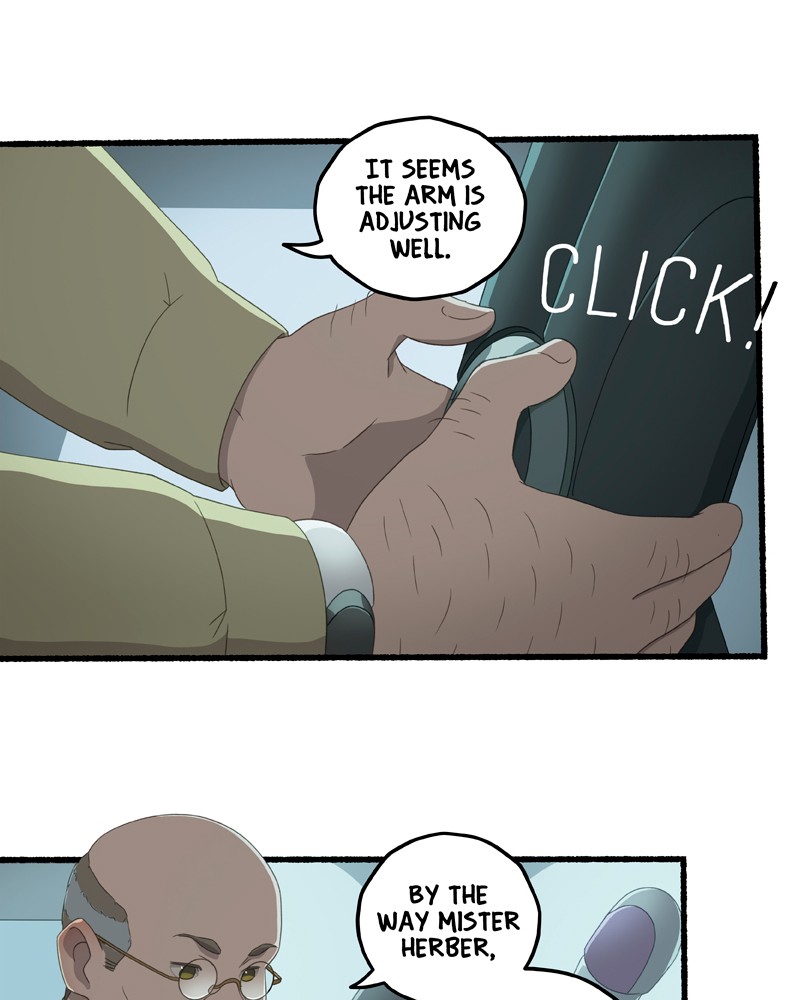 IT SEEMS
THE ARM IS
ADJUSTING
WELL.
CLICK!
BY THE
WAY MISTER
HERBER,